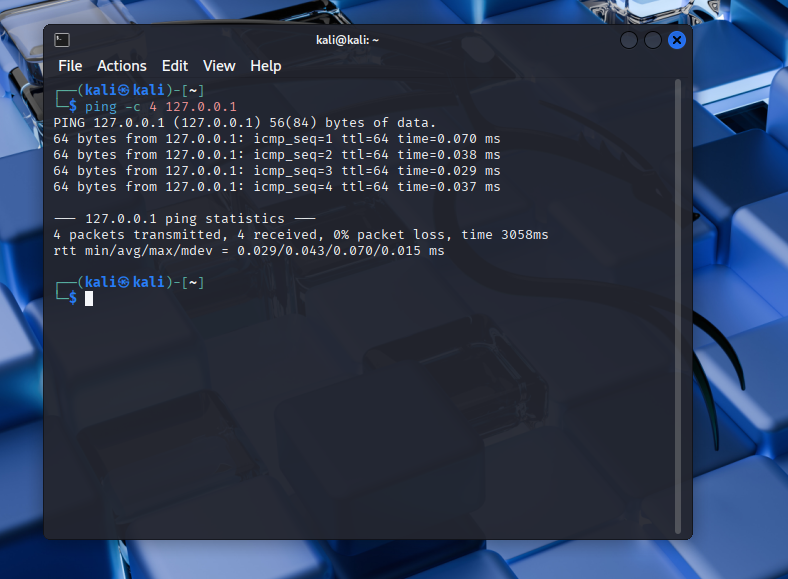 kali@kali: ~
File Actions Edit View Help
┌──(kali㉿kali)-[~]
└─$ ping -c 4 127.0.0.1
PING 127.0.0.1 (127.0.0.1) 56(84) bytes of data.
64 bytes from 127.0.0.1: icmp_seq=1 ttl=64 time=0.070 ms
64 bytes from 127.0.0.1: icmp_seq=2 ttl=64 time=0.038 ms
64 bytes from 127.0.0.1: icmp_seq=3 ttl=64 time=0.029 ms
64 bytes from 127.0.0.1: icmp_seq=4 ttl=64 time=0.037 ms
--- 127.0.0.1 ping statistics ---
4 packets transmitted, 4 received, 0% packet loss, time 3058ms
rtt min/avg/max/mdev = 0.029/0.043/0.070/0.015 ms
┌──(kali㉿kali)-[~]
└─$